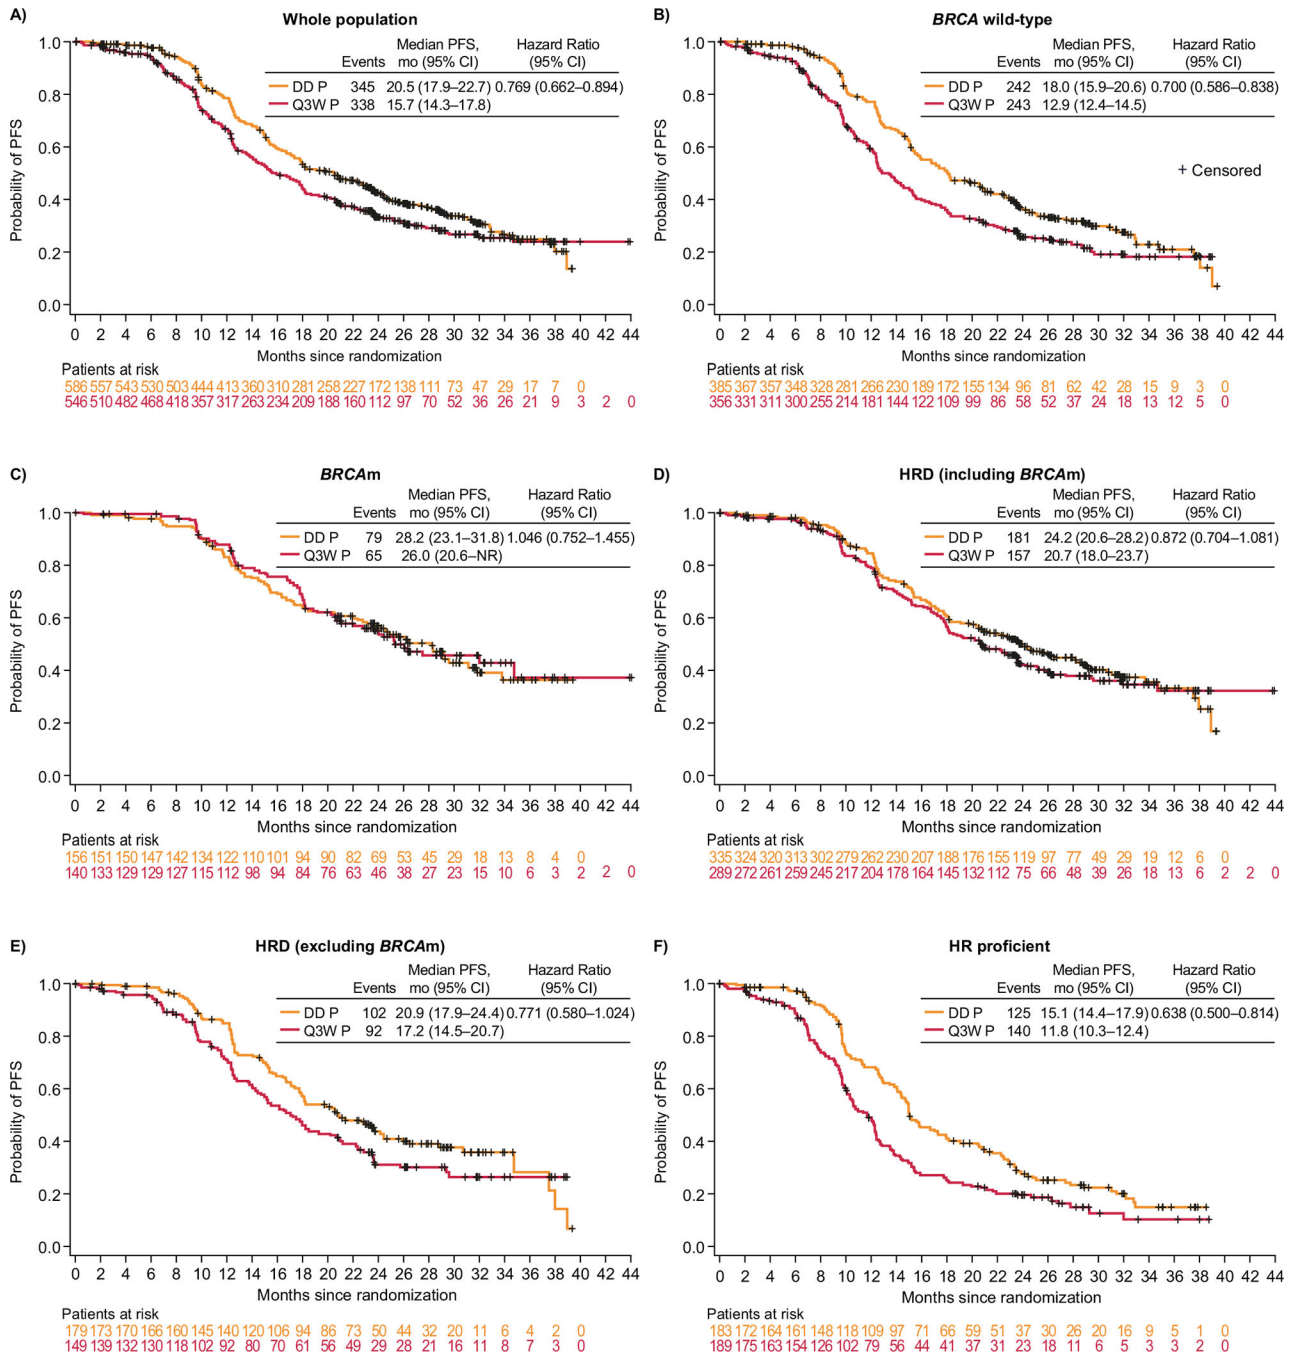 A) Whole population
Median PFS, Hazard Ratio
Events mo (95% CI) (95% CI)
DD P 345 20.5 (17.9–22.7) 0.769 (0.662–0.894)
Q3W P 338 15.7 (14.3–17.8)
Probability of PFS
1.0
0.8
0.6
0.4
0.2
0.0
0 2 4 6 8 10 12 14 16 18 20 22 24 26 28 30 32 34 36 38 40 42 44
Months since randomization
Patients at risk
586 557 543 530 503 444 413 360 310 281 258 227 172 138 111 73 47 29 17 7 0
546 510 482 468 418 357 317 263 234 209 188 160 112 97 70 52 36 26 21 9 3 2 0
B) BRCA wild-type
Median PFS, Hazard Ratio
Events mo (95% CI) (95% CI)
DD P 242 18.0 (15.9–20.6) 0.700 (0.586–0.838)
Q3W P 243 12.9 (12.4–14.5)
+ Censored
Probability of PFS
1.0
0.8
0.6
0.4
0.2
0.0
0 2 4 6 8 10 12 14 16 18 20 22 24 26 28 30 32 34 36 38 40 42 44
Months since randomization
Patients at risk
385 367 357 348 328 281 266 230 189 172 155 134 96 81 62 42 28 15 9 3 0
356 331 311 300 255 214 181 144 122 109 99 86 58 52 37 24 18 13 12 5 0
C) BRCAm
Median PFS, Hazard Ratio
Events mo (95% CI) (95% CI)
DD P 79 28.2 (23.1–31.8) 1.046 (0.752–1.455)
Q3W P 65 26.0 (20.6–NR)
Probability of PFS
1.0
0.8
0.6
0.4
0.2
0.0
0 2 4 6 8 10 12 14 16 18 20 22 24 26 28 30 32 34 36 38 40 42 44
Months since randomization
Patients at risk
156 151 150 147 142 134 122 110 101 94 90 82 69 53 45 29 18 13 8 4 0
140 133 129 129 127 115 112 98 94 84 76 63 46 38 27 23 15 10 6 3 2 2 0
D) HRD (including BRCAm)
Median PFS, Hazard Ratio
Events mo (95% CI) (95% CI)
DD P 181 24.2 (20.6–28.2) 0.872 (0.704–1.081)
Q3W P 157 20.7 (18.0–23.7)
Probability of PFS
1.0
0.8
0.6
0.4
0.2
0.0
0 2 4 6 8 10 12 14 16 18 20 22 24 26 28 30 32 34 36 38 40 42 44
Months since randomization
Patients at risk
335 324 320 313 302 279 262 230 207 188 176 155 119 97 77 49 29 19 12 6 0
289 272 261 259 245 217 204 178 164 145 132 112 75 66 48 39 26 18 13 6 2 2 0
E) HRD (excluding BRCAm)
Median PFS, Hazard Ratio
Events mo (95% CI) (95% CI)
DD P 102 20.9 (17.9–24.4) 0.771 (0.580–1.024)
Q3W P 92 17.2 (14.5–20.7)
Probability of PFS
1.0
0.8
0.6
0.4
0.2
0.0
0 2 4 6 8 10 12 14 16 18 20 22 24 26 28 30 32 34 36 38 40 42 44
Months since randomization
Patients at risk
179 173 170 166 160 145 140 120 106 94 86 73 50 44 32 20 11 6 4 2 0
149 139 132 130 118 102 92 80 70 61 56 49 29 28 21 16 11 8 7 3 0
F) HR proficient
Median PFS, Hazard Ratio
Events mo (95% CI) (95% CI)
DD P 125 15.1 (14.4–17.9) 0.638 (0.500–0.814)
Q3W P 140 11.8 (10.3–12.4)
Probability of PFS
1.0
0.8
0.6
0.4
0.2
0.0
0 2 4 6 8 10 12 14 16 18 20 22 24 26 28 30 32 34 36 38 40 42 44
Months since randomization
Patients at risk
183 172 164 161 148 118 109 97 71 66 59 51 37 30 26 20 16 9 5 1 0
189 175 163 154 126 102 79 56 44 41 37 31 23 18 11 6 5 3 3 2 0